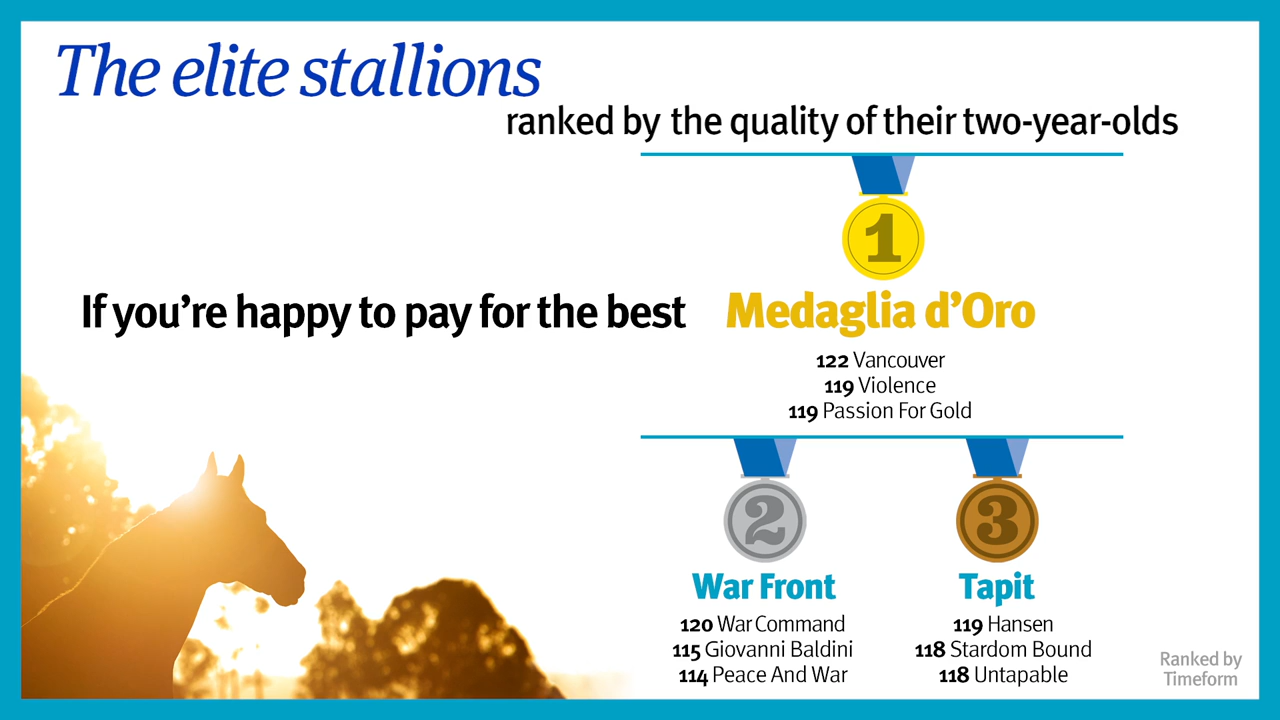 The elite stallions
ranked by the quality of their two-year-olds
1
If you're happy to pay for the best
Medaglia d'Oro
122 Vancouver
119 Violence
119 Passion For Gold
2
War Front
120 War Command
115 Giovanni Baldini
114 Peace And War
3
Tapit
119 Hansen
118 Stardom Bound
118 Untapable
Ranked by
Timeform